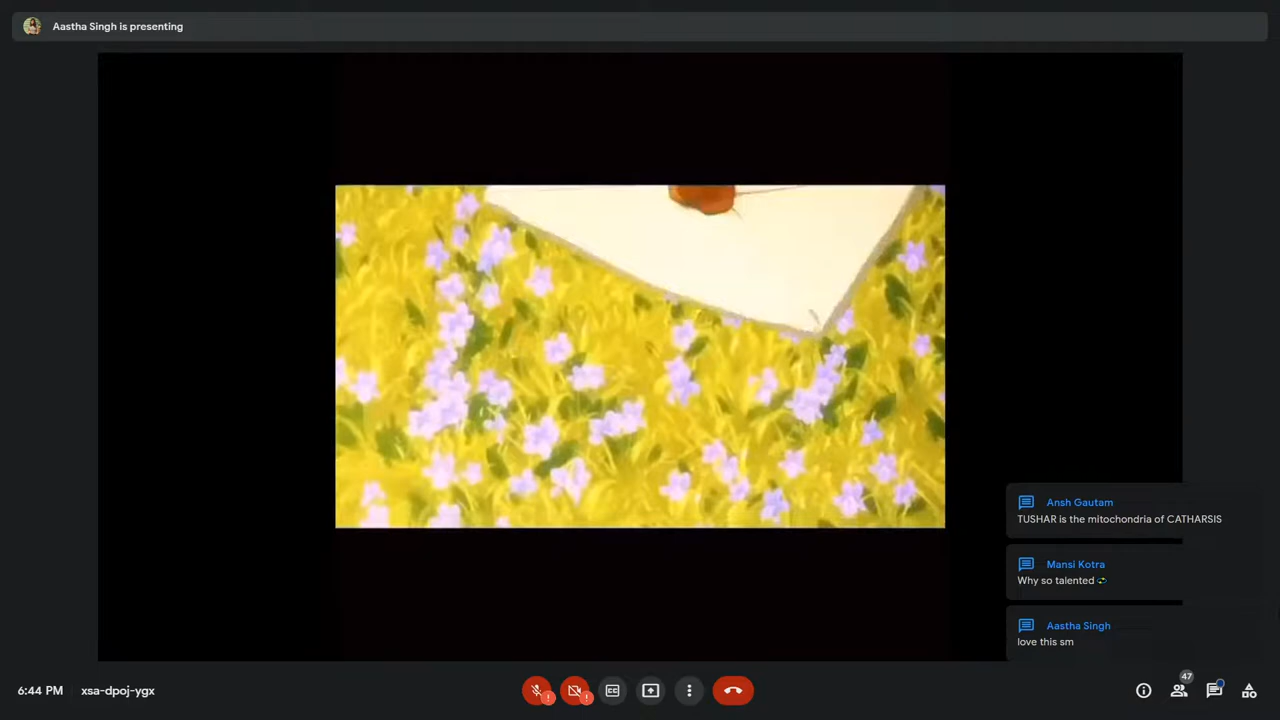 Aastha Singh is presenting
Ansh Gautam
TUSHAR is the mitochondria of CATHARSIS
Mansi Kotra
Why so talented
Aastha Singh
love this sm
6:44 PM xsa-dpoj-ygx
47